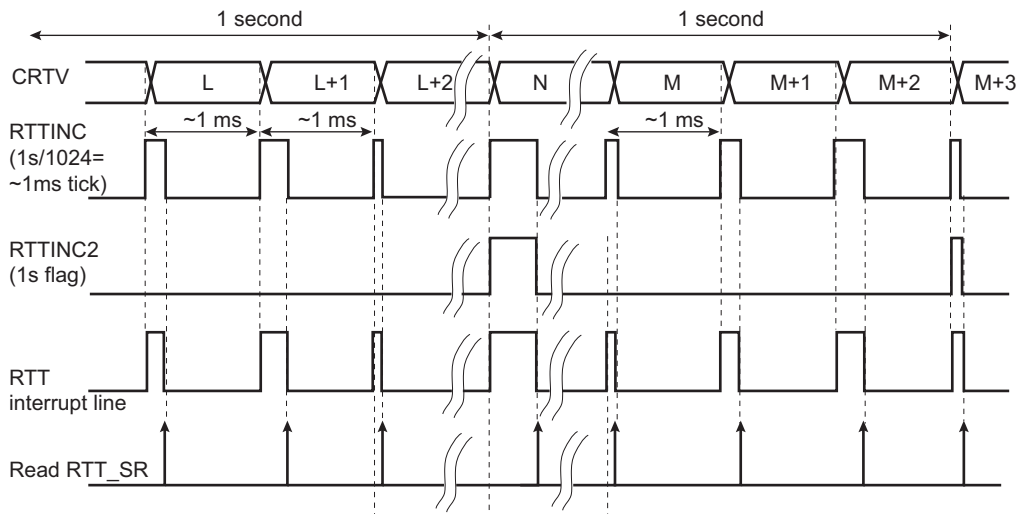 1 second 1 second
CRTV L L+1 L+2 N M M+1 M+2 M+3
~1 ms ~1 ms ~1 ms
RTTINC
(1s/1024=
~1ms tick)
RTTINC2
(1s flag)
RTT
interrupt line
Read RTT_SR